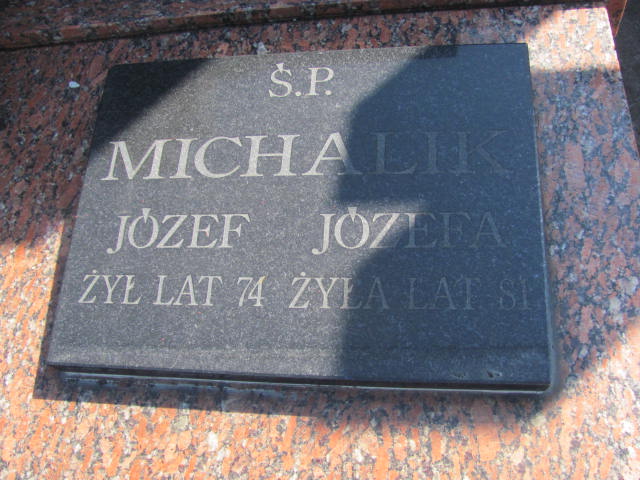 Ś.P.
MICHALIK
JÓZEF JÓZEFA
ŻYŁ LAT 74 ŻYŁA LAT 81